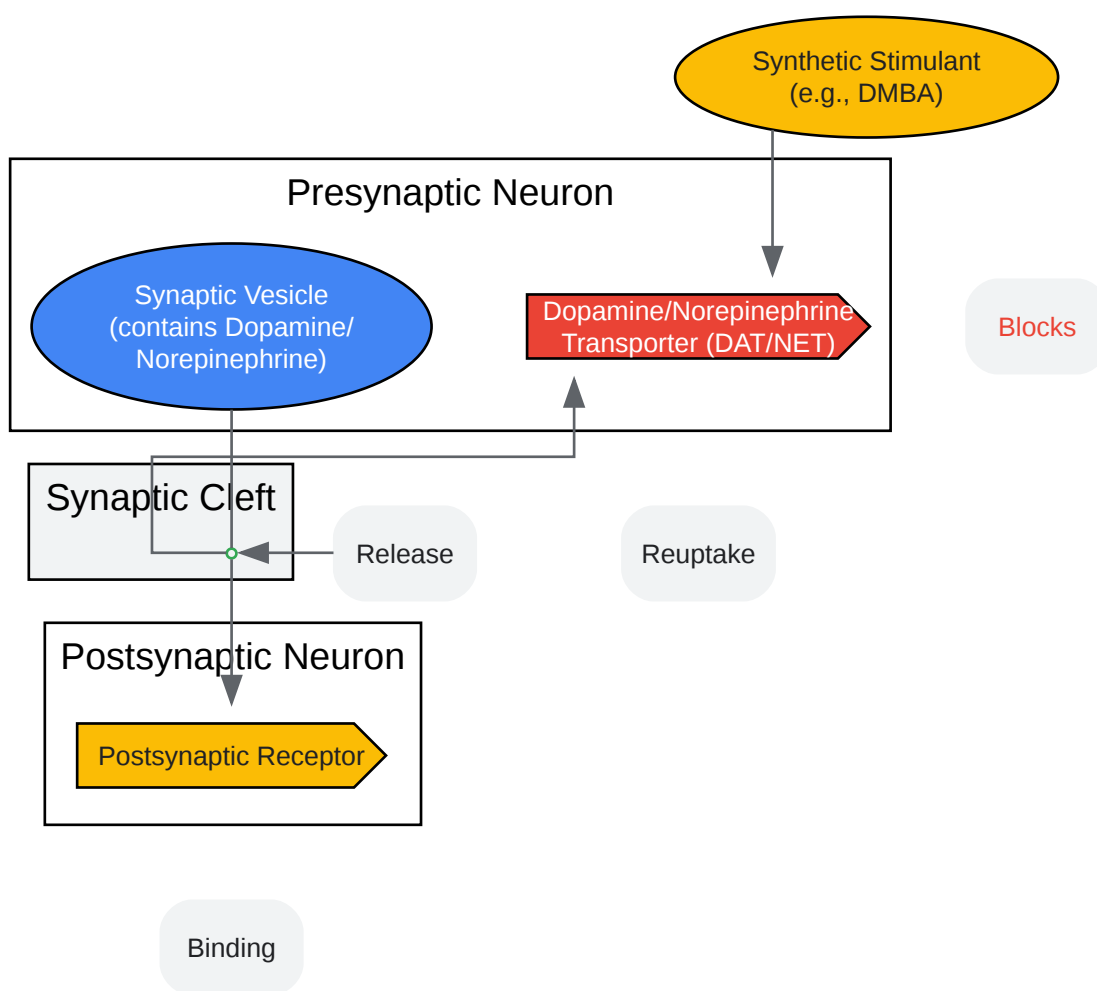 Synthetic Stimulant
(e.g., DMBA)
Presynaptic Neuron
Synaptic Vesicle
(contains Dopamine/
Norepinephrine)
Dopamine/Norepinephrine
Transporter (DAT/NET)
Blocks
Synaptic Cleft
Release
Reuptake
Postsynaptic Neuron
Postsynaptic Receptor
Binding